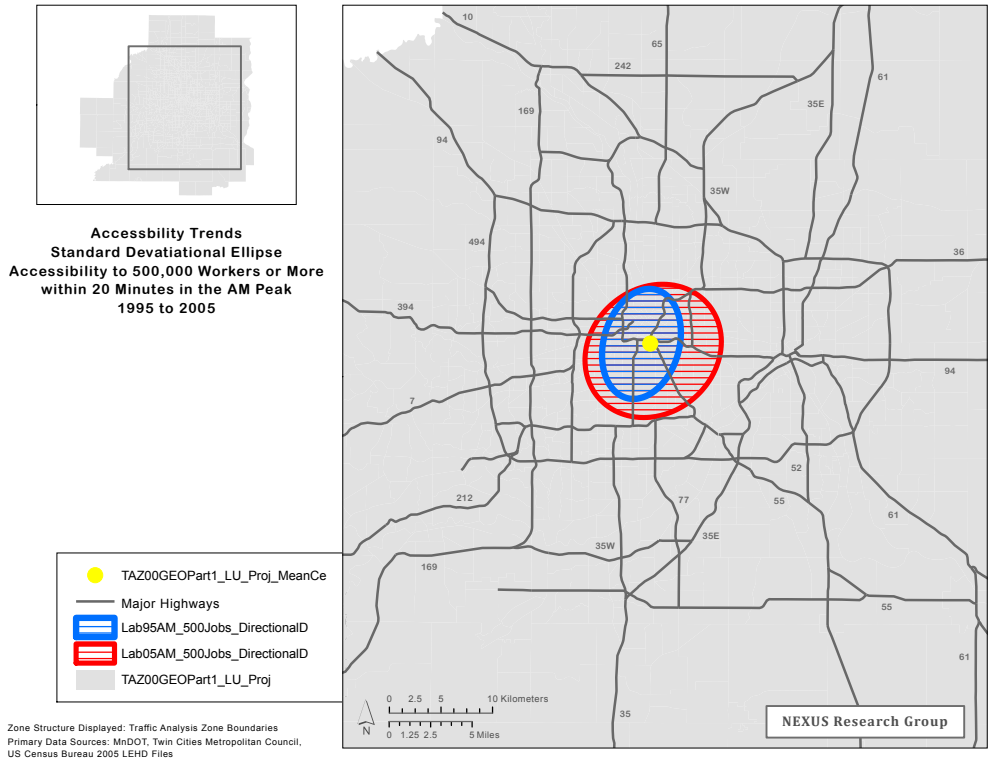 Accessbility Trends
Standard Devatiational Ellipse
Accessibility to 500,000 Workers or More
within 20 Minutes in the AM Peak
1995 to 2005
10
65
242
61
35E
169
94
35W
494
36
394
94
7
52
212
77
55
61
35W
35E
169
55
61
35
TAZ00GEOPart1_LU_Proj_MeanCe
Major Highways
Lab95AM_500Jobs_DirectionalD
Lab05AM_500Jobs_DirectionalD
TAZ00GEOPart1_LU_Proj
N
0 2.5 5 10 Kilometers
0 1.25 2.5 5 Miles
NEXUS Research Group
Zone Structure Displayed: Traffic Analysis Zone Boundaries
Primary Data Sources: MnDOT, Twin Cities Metropolitan Council,
US Census Bureau 2005 LEHD Files